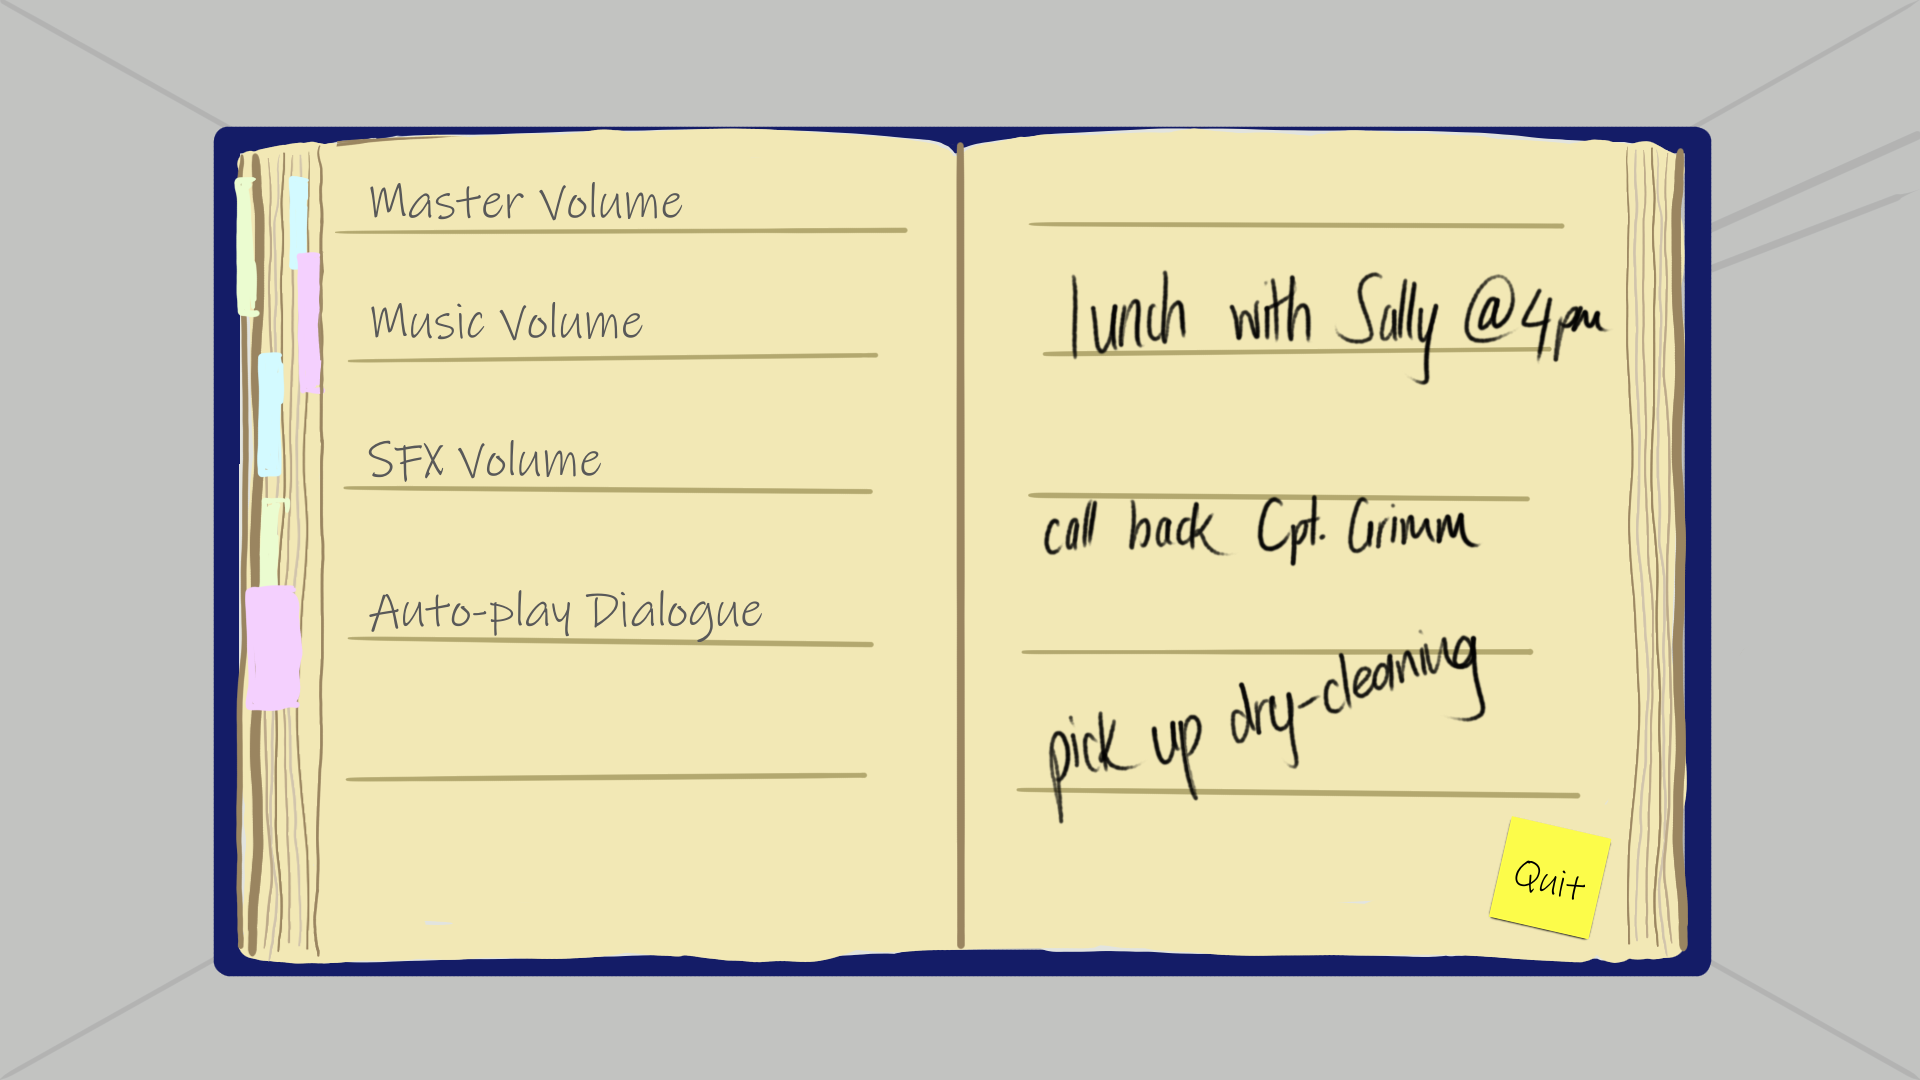 Master Volume
Music Volume
SFX Volume
Auto-play Dialogue
lunch with Sally @4pm
call back Cpt. Grimm
pick up dry-cleaning
Quit